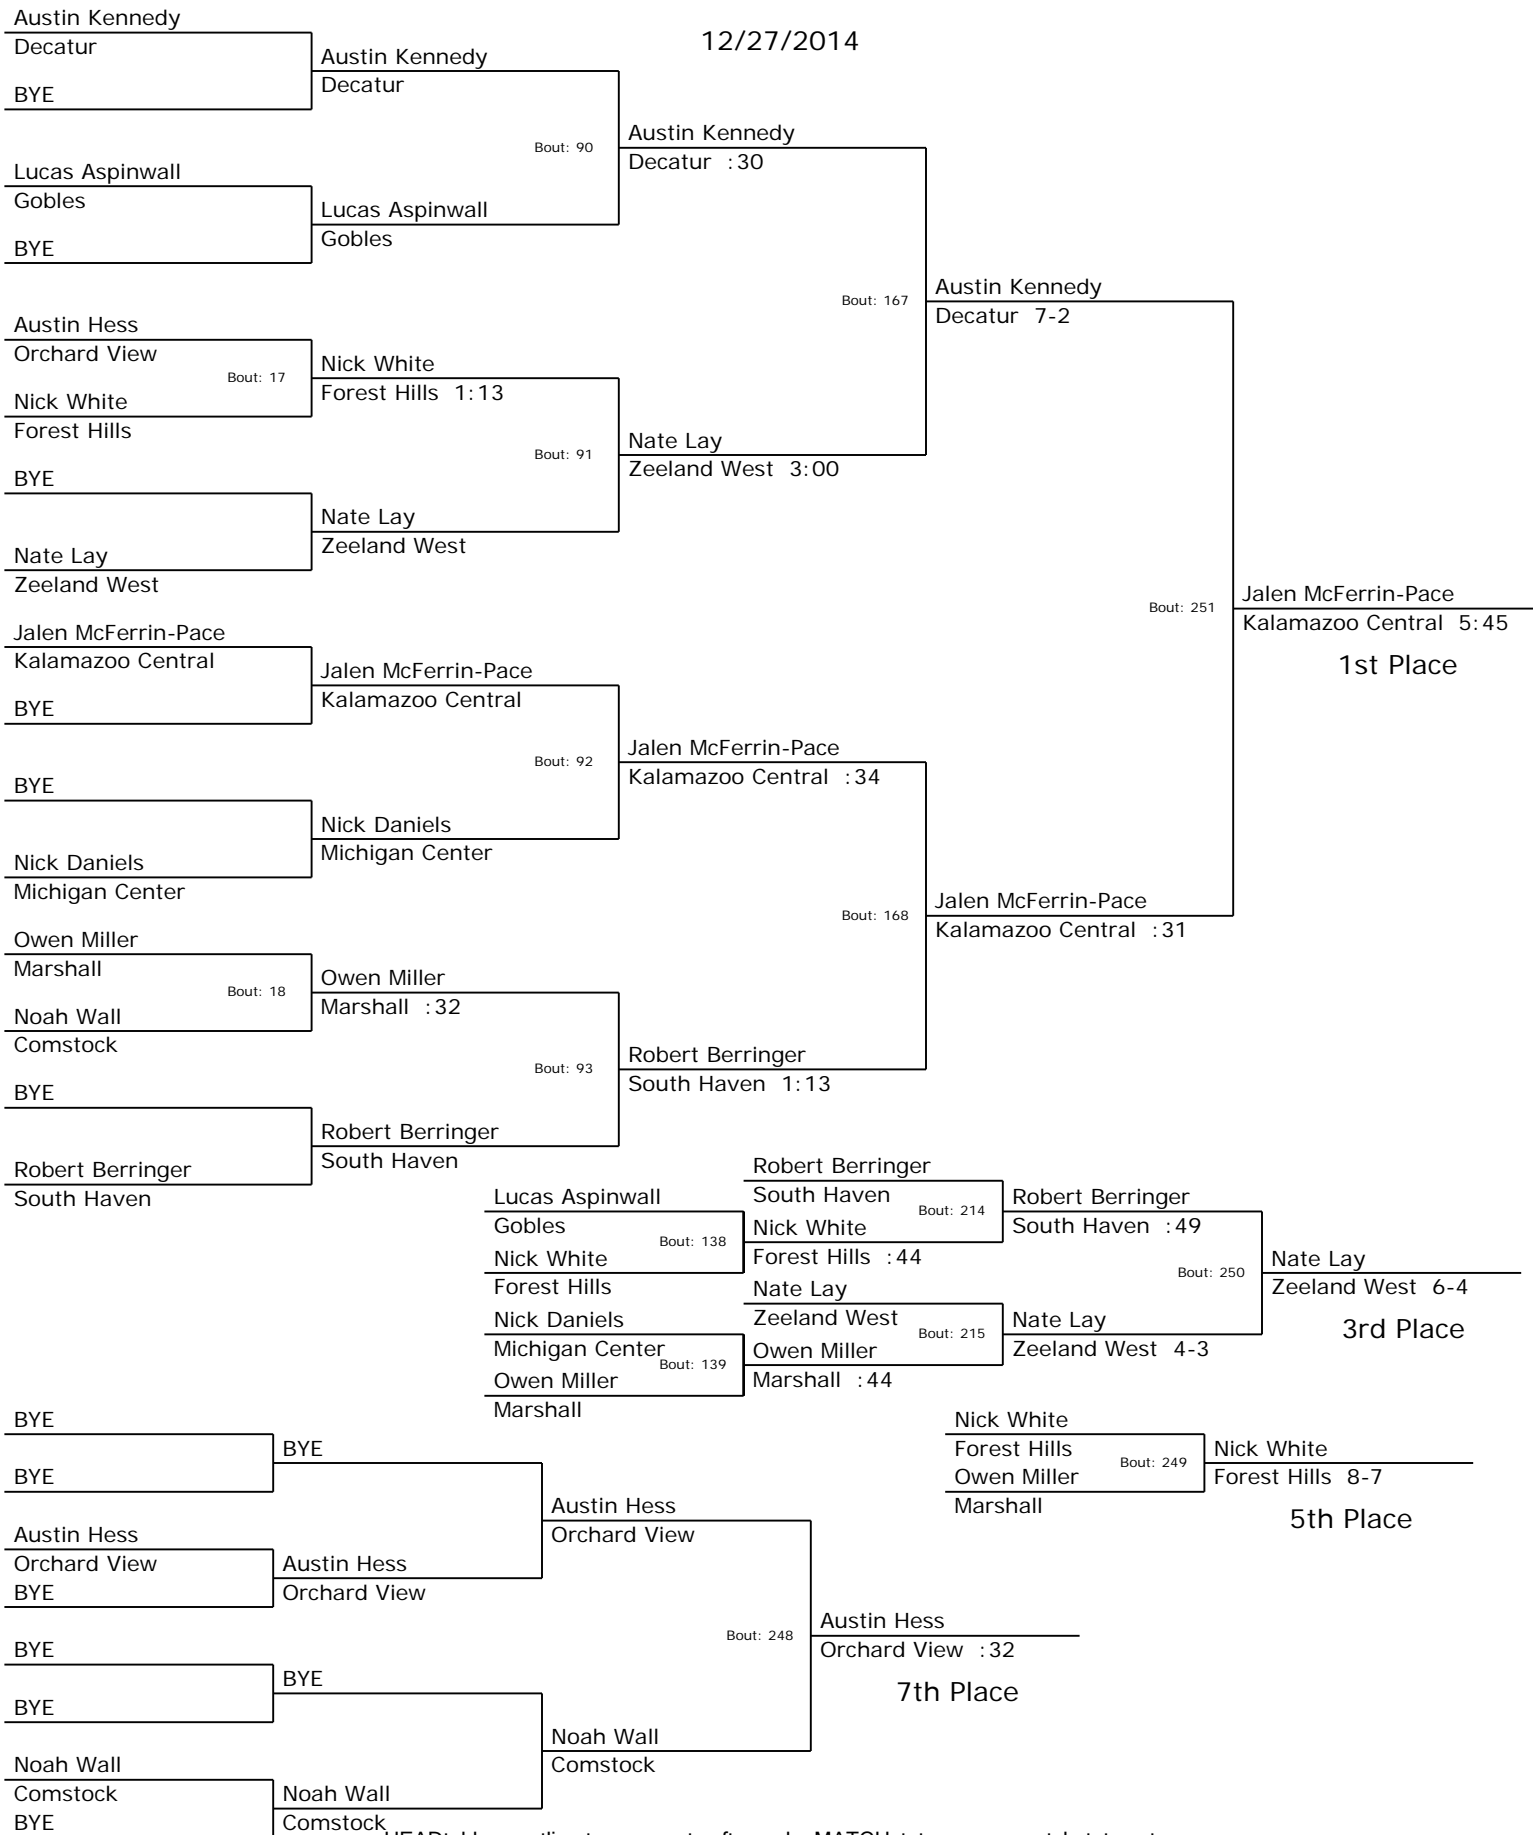 12/27/2014
Austin Kennedy
Decatur
BYE
Lucas Aspinwall
Gobles
BYE
Austin Hess
Orchard View
Bout: 17
Nick White
Forest Hills
BYE
Nate Lay
Zeeland West
Jalen McFerrin-Pace
Kalamazoo Central
BYE
BYE
Nick Daniels
Michigan Center
Owen Miller
Marshall
Bout: 18
Noah Wall
Comstock
BYE
Robert Berringer
South Haven
Austin Kennedy
Decatur
Bout: 90
Lucas Aspinwall
Gobles
Nick White
Forest Hills 1:13
Bout: 91
Nate Lay
Zeeland West
Jalen McFerrin-Pace
Kalamazoo Central
Bout: 92
Nick Daniels
Michigan Center
Owen Miller
Marshall :32
Bout: 93
Robert Berringer
South Haven
Austin Kennedy
Decatur :30
Bout: 167
Nate Lay
Zeeland West 3:00
Jalen McFerrin-Pace
Kalamazoo Central :34
Bout: 168
Robert Berringer
South Haven 1:13
Austin Kennedy
Decatur 7-2
Bout: 251
Jalen McFerrin-Pace
Kalamazoo Central :31
Jalen McFerrin-Pace
Kalamazoo Central 5:45
1st Place
Lucas Aspinwall
Gobles
Bout: 138
Nick White
Forest Hills
Nick Daniels
Michigan Center
Bout: 139
Owen Miller
Marshall
Robert Berringer
South Haven
Bout: 214
Nick White
Forest Hills :44
Nate Lay
Zeeland West
Bout: 215
Owen Miller
Marshall :44
Robert Berringer
South Haven :49
Bout: 250
Nate Lay
Zeeland West 4-3
Nate Lay
Zeeland West 6-4
3rd Place
Nick White
Forest Hills
Bout: 249
Owen Miller
Marshall
Nick White
Forest Hills 8-7
5th Place
BYE
BYE
Austin Hess
Orchard View
BYE
BYE
BYE
Noah Wall
Comstock
BYE
BYE
Austin Hess
Orchard View
BYE
Noah Wall
Comstock
Austin Hess
Orchard View
Bout: 248
Noah Wall
Comstock
Austin Hess
Orchard View :32
7th Place